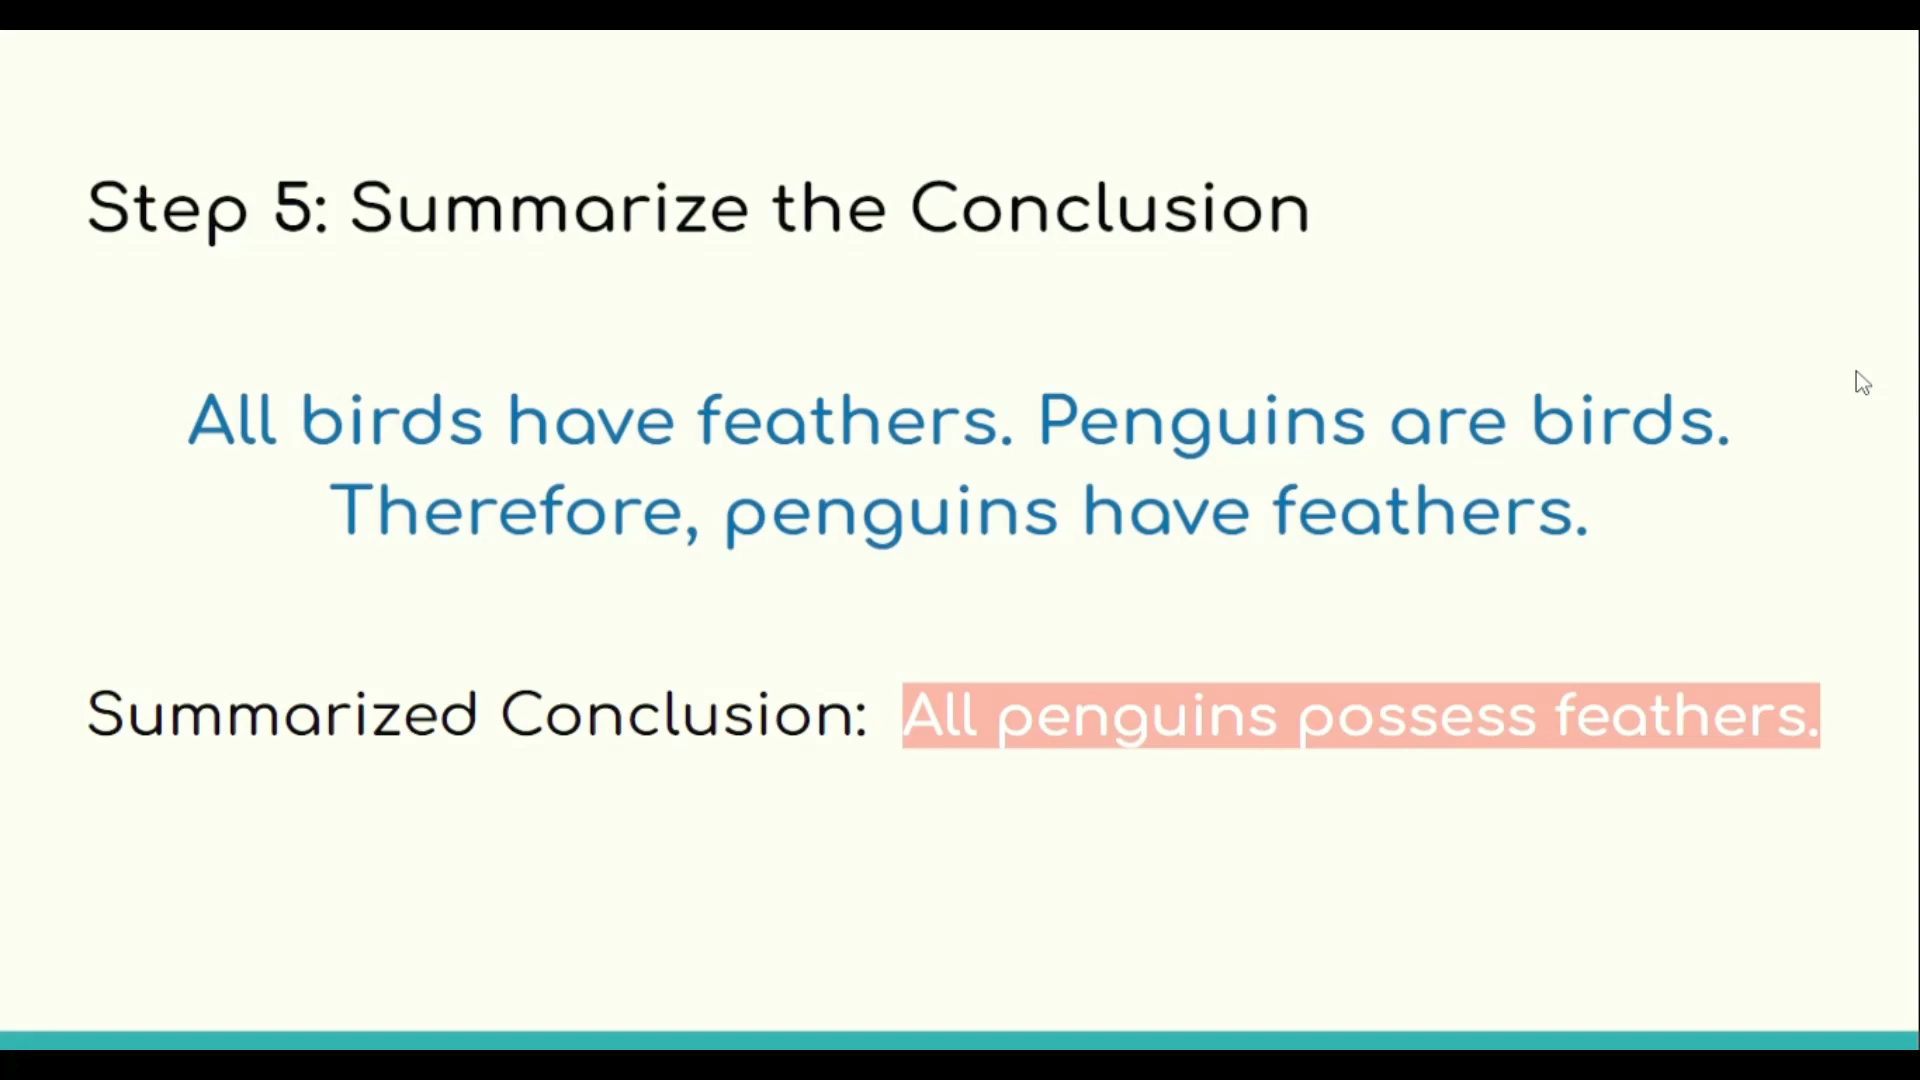 Step 5: Summarize the Conclusion
All birds have feathers. Penguins are birds.
Therefore, penguins have feathers.
Summarized Conclusion: All penguins possess feathers.